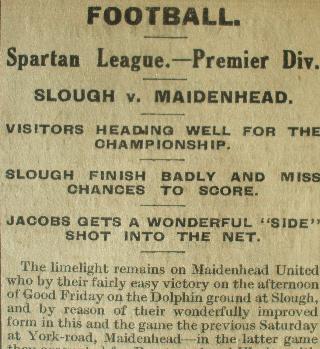 FOOTBALL.
Spartan League.—Premier Div.
SLOUGH v. MAIDENHEAD.
VISITORS HEADING WELL FOR THE
CHAMPIONSHIP.
SLOUGH FINISH BADLY AND MISS
CHANCES TO SCORE.
JACOBS GETS A WONDERFUL "SIDE"
SHOT INTO THE NET.
The limelight remains on Maidenhead United
who by their fairly easy victory on the afternoon
of Good Friday on the Dolphin ground at Slough,
and by reason of their wonderfully improved
form in this and the game the previous Saturday
at York-road, Maidenhead—in the latter game